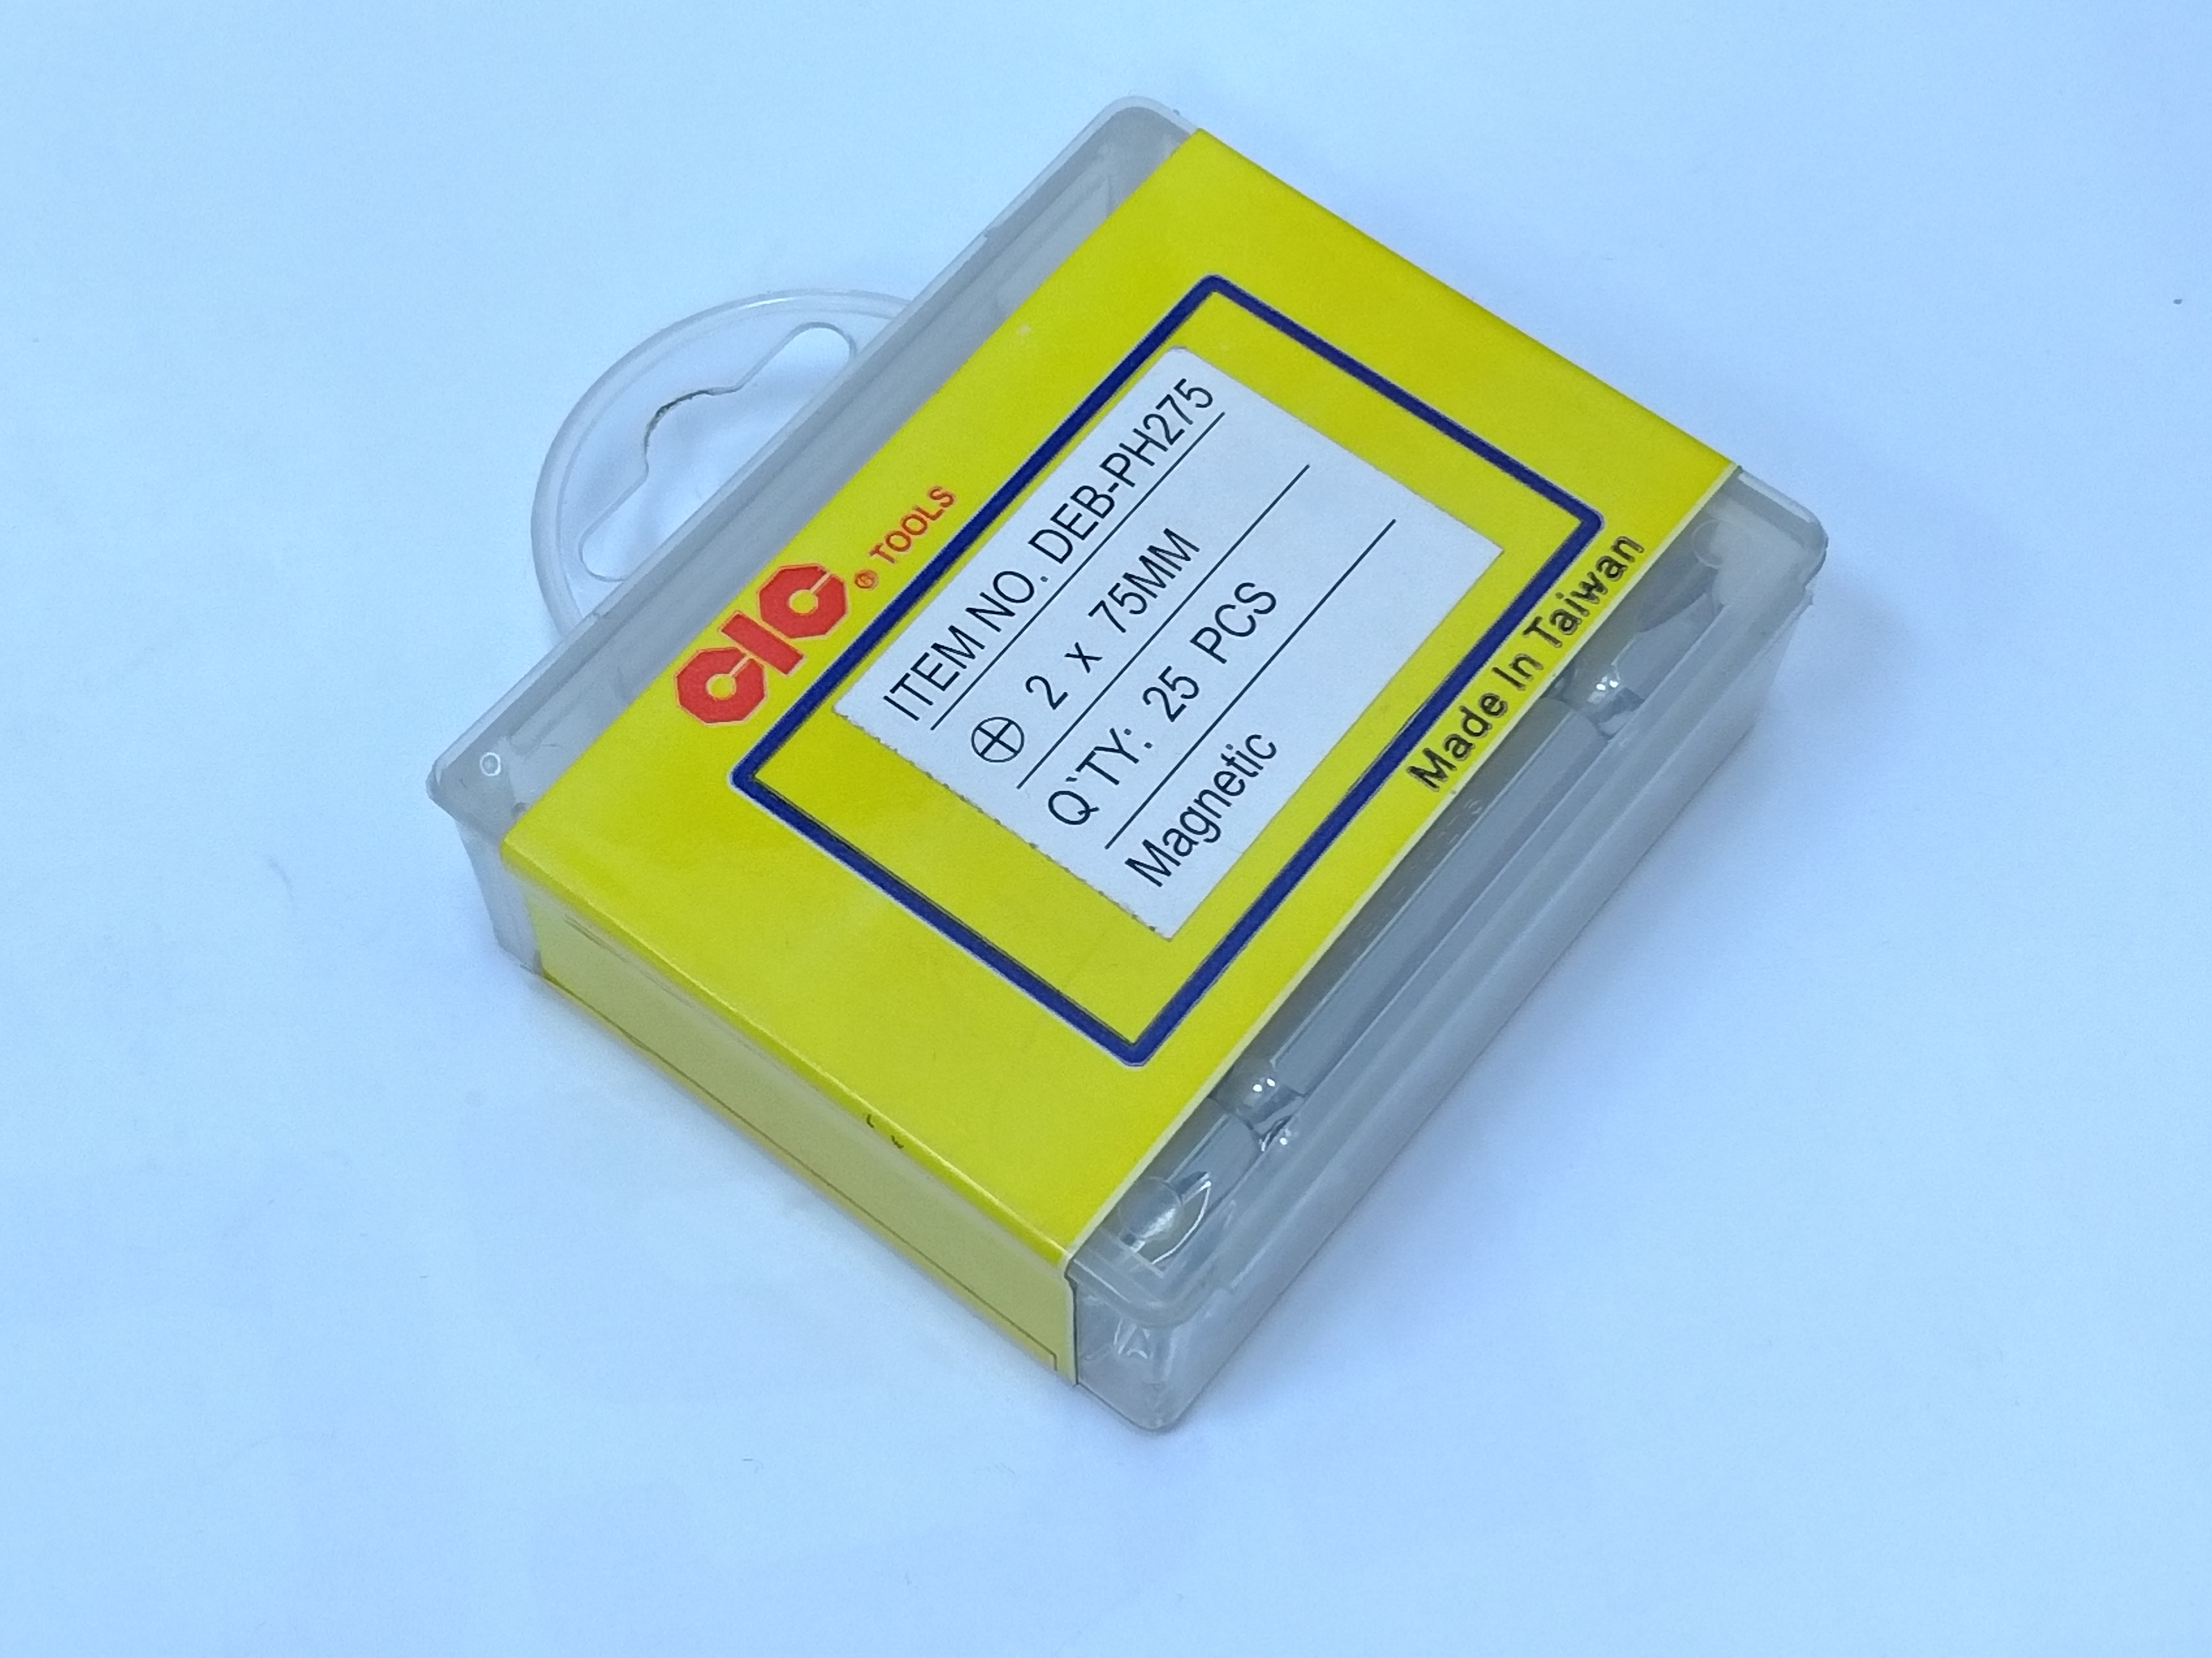 CIC® TOOLS
ITEM NO. DEB-PH275
⊕ 2 x 75MM
Q`TY: 25 PCS
Magnetic
Made In Taiwan